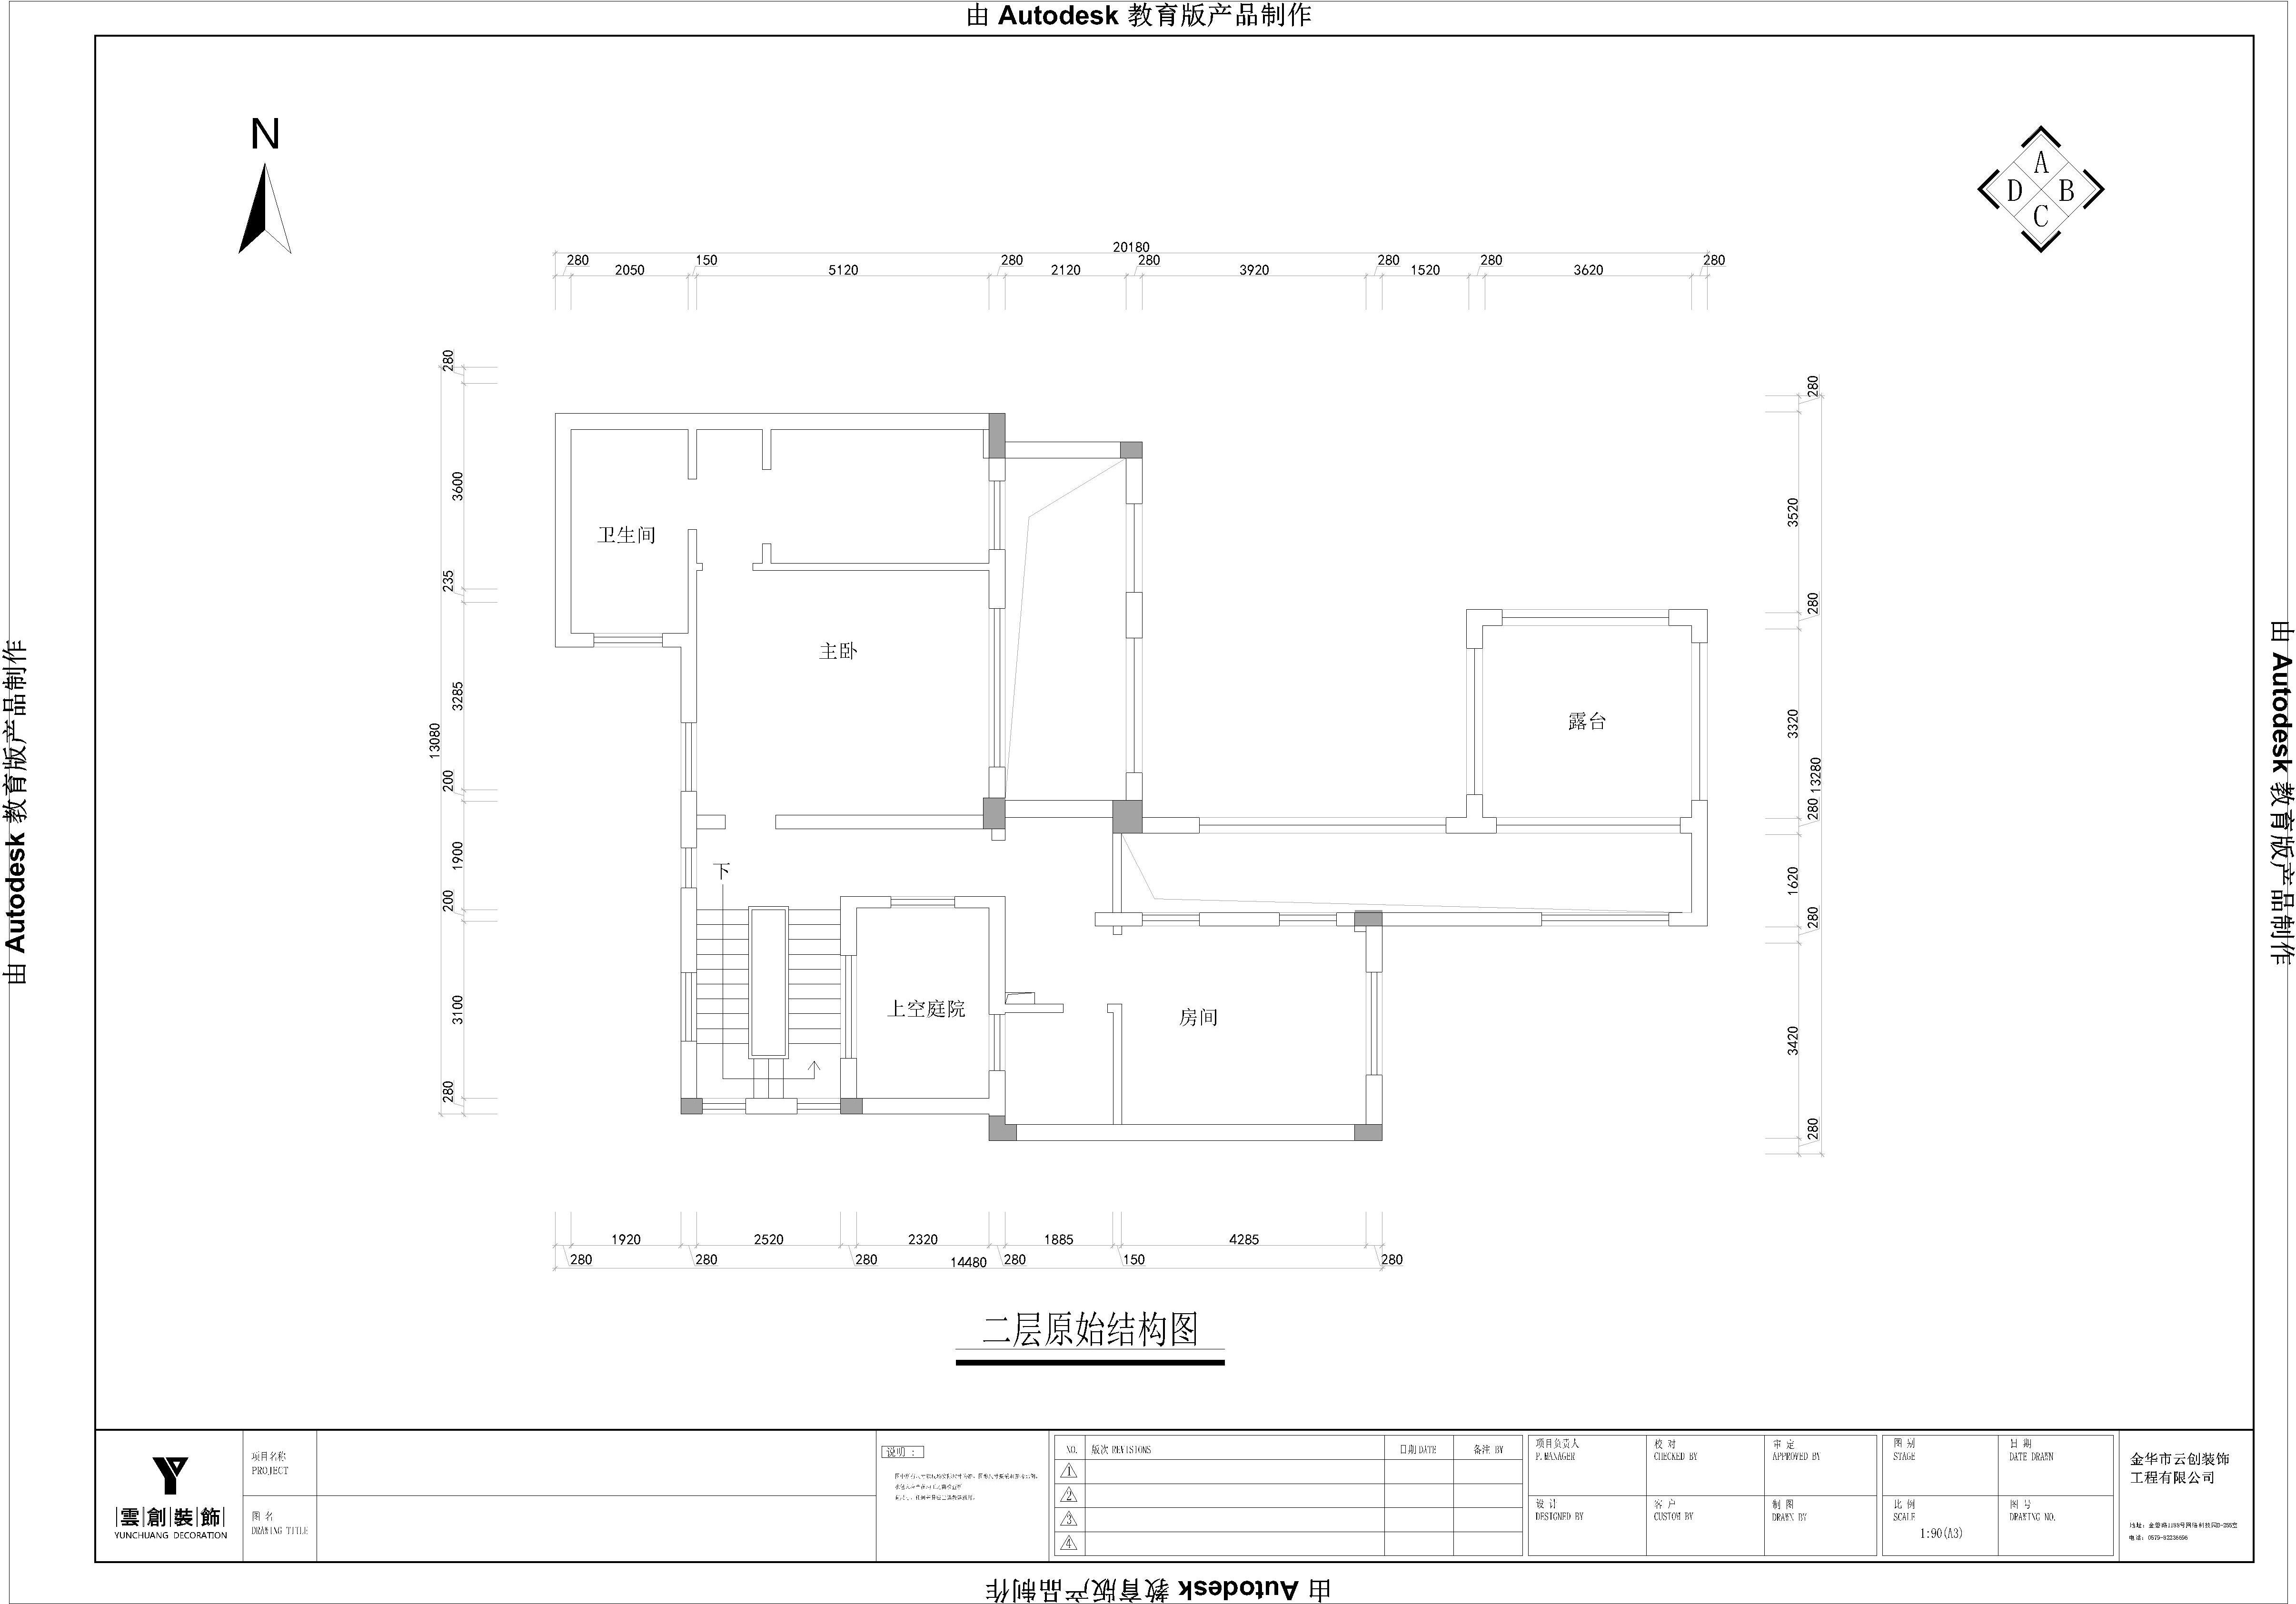 由 Autodesk 教育版产品制作
N
A
D B
C
20180
280 150 280 280 280 280 280
2050 5120 2120 3920 1520 3620
280
3600
235
3285
13080
200
1900
200
3100
280
280
3520
280
3320
13280
280
1620
280
3420
280
卫生间
主卧
露台
下
上空庭院
房间
1920 2520 2320 1885 4285
280 280 280 14480 280 150 280
二层原始结构图
由 Autodesk 教育版产品制作
由 Autodesk 教育版产品制作
雲創裝飾
YUNCHUANG DECORATION
项目名称
PROJECT
图 名
DRAWING TITLE
说明 :
NO. 版次 REVISIONS 日期 DATE 备注 BY
1
2
3
4
项目负责人
P.MANAGER
校 对
CHECKED BY
审 定
APPROVED BY
图 别
STAGE
日 期
DATE DRAWN
设 计
DESIGNED BY
客 户
CUSTOM BY
制 图
DRAWN BY
比 例
SCALE
1:90(A3)
图 号
DRAWING NO.
金华市云创装饰
工程有限公司
由 Autodesk 教育版产品制作